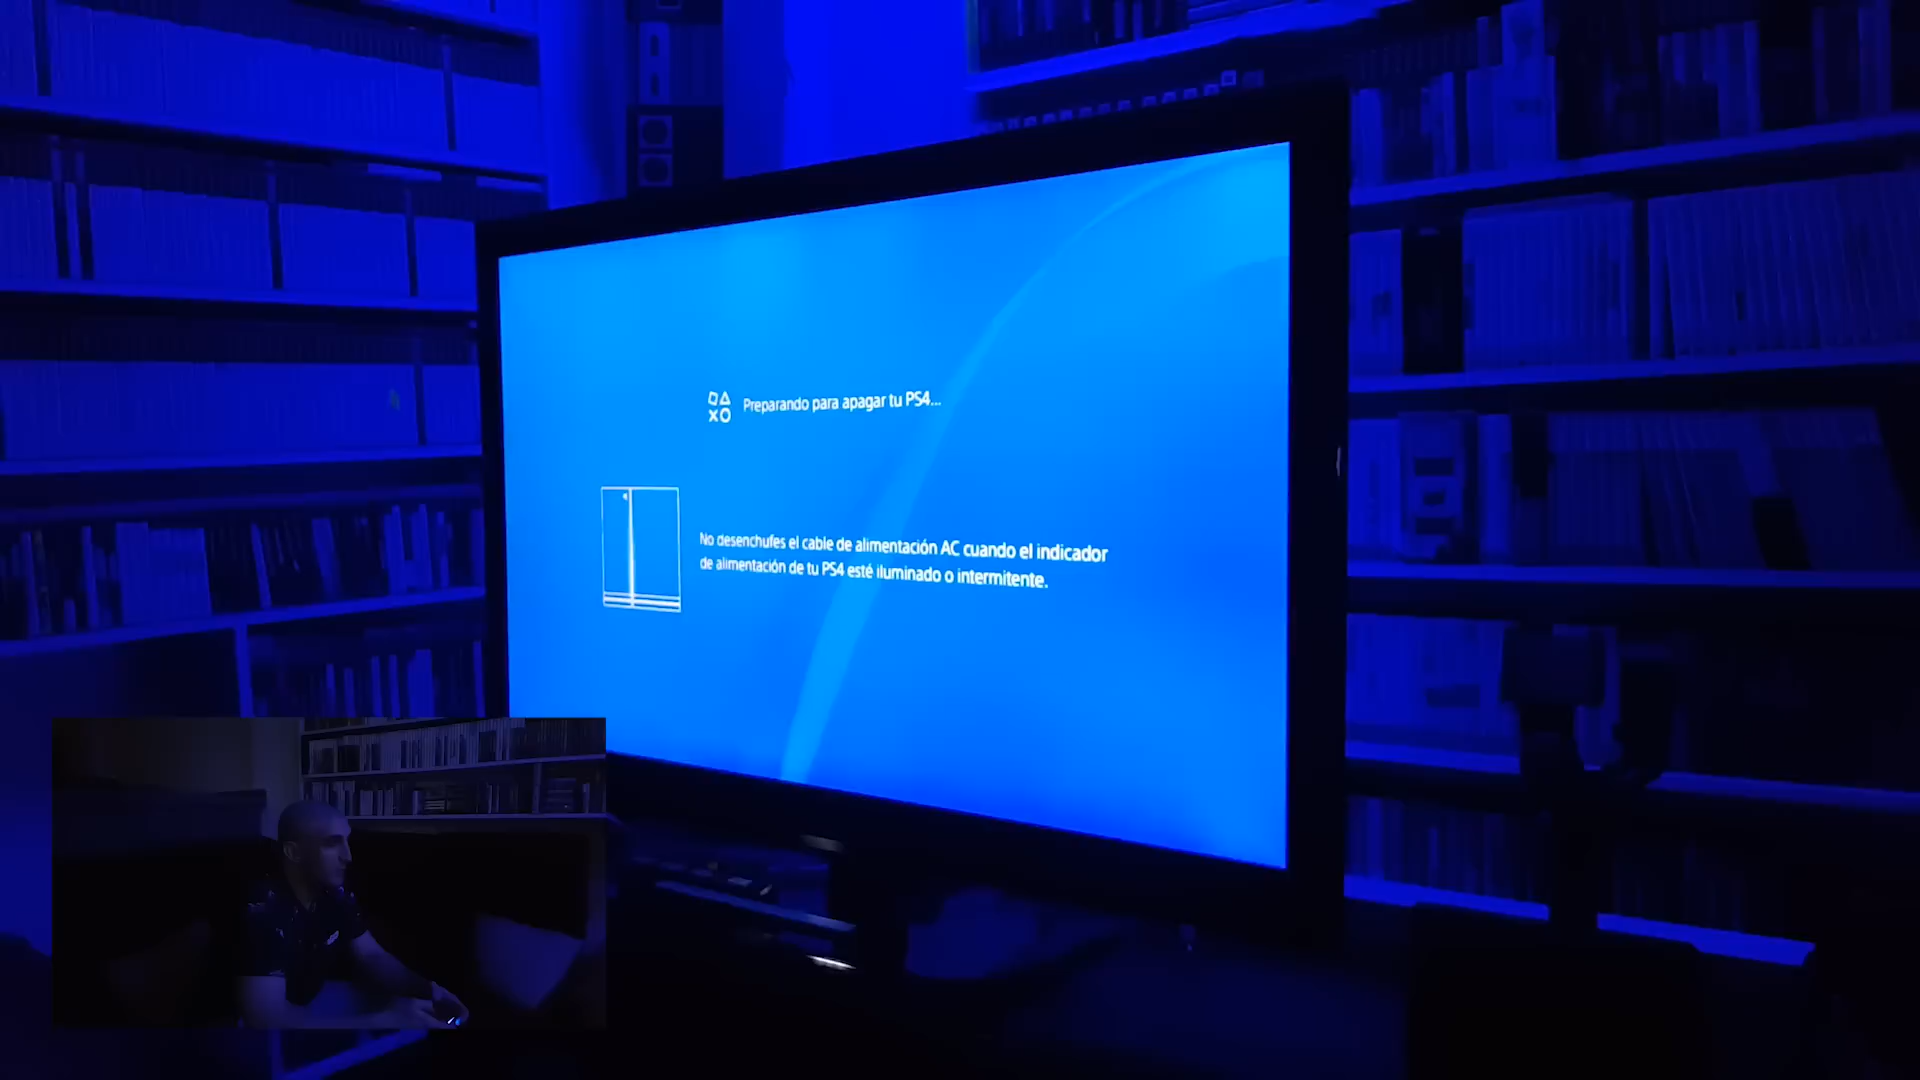 Preparando para apagar tu PS4...
No desenchufes el cable de alimentación AC cuando el indicador
de alimentación de tu PS4 esté iluminado o intermitente.